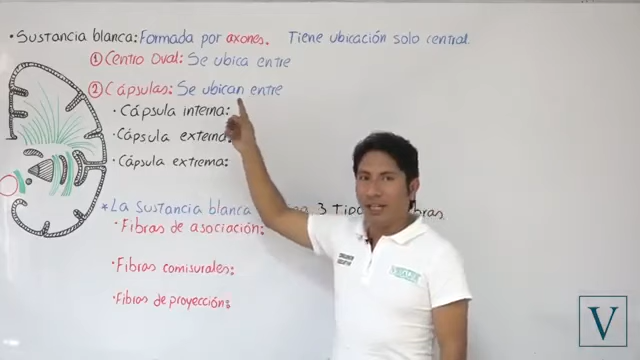 • Sustancia blanca: Formada por axones. Tiene ubicación solo central
① Centro Oval: Se ubica entre
② Cápsulas: Se ubican entre
• Cápsula interna:
• Cápsula externa:
• Cápsula extrema:
* La Sustancia blanca 3
• Fibras de asociación:
• Fibras comisurales:
• Fibras de proyección:
V